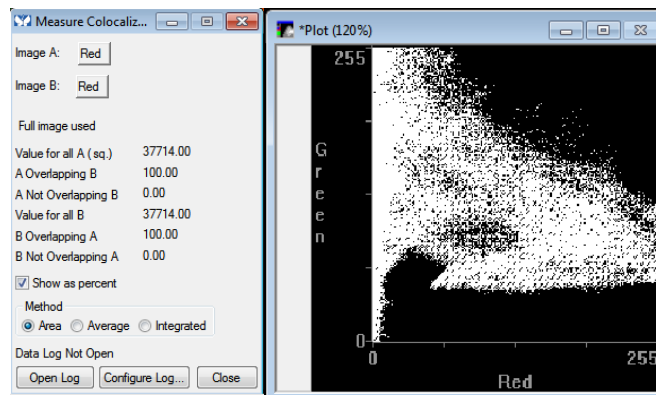 Measure Colocaliz...
Image A: Red
Image B: Red
Full image used
Value for all A (sq.) 37714.00
A Overlapping B 100.00
A Not Overlapping B 0.00
Value for all B 37714.00
B Overlapping A 100.00
B Not Overlapping A 0.00
Show as percent
Method
Area Average Integrated
Data Log Not Open
Open Log Configure Log... Close
*Plot (120%)
255
Green
0
0 255
Red